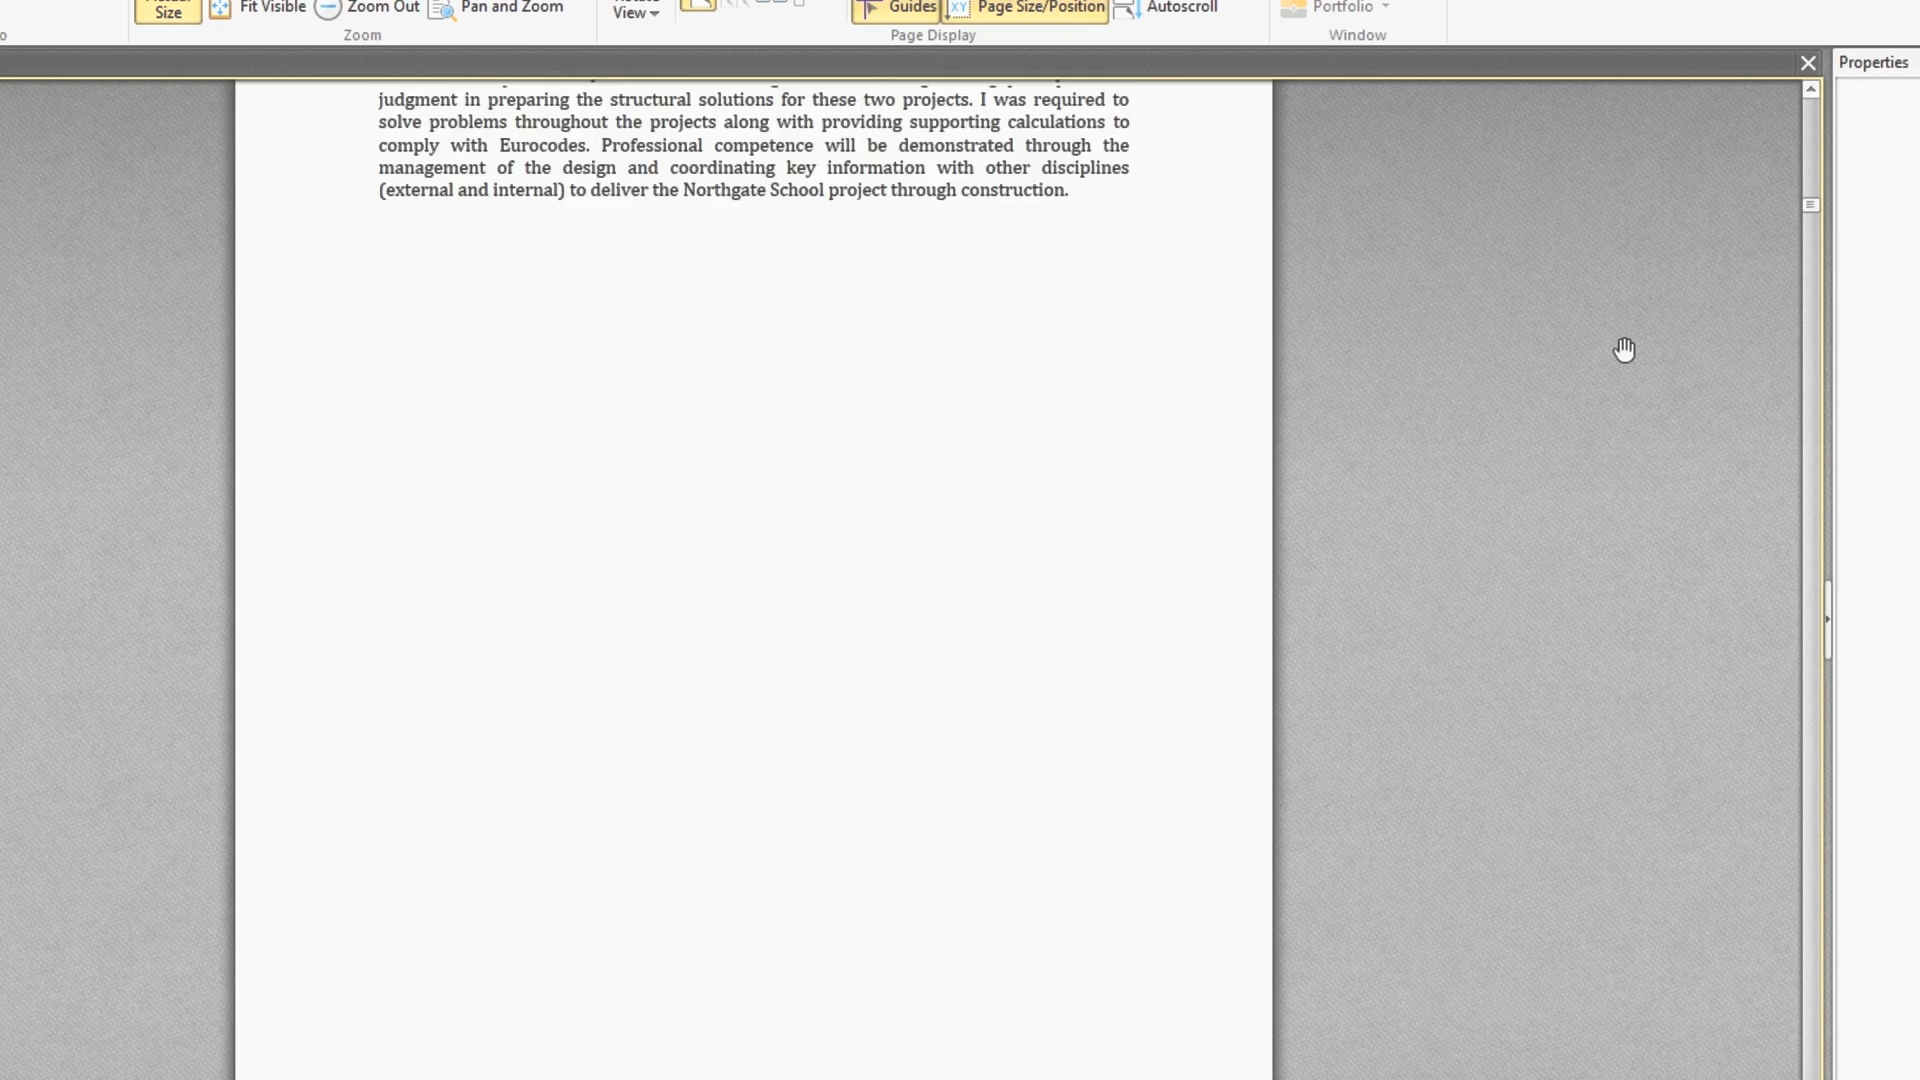 Actual
Size
Fit Visible
Zoom Out
Pan and Zoom
Rotate
View
Guides
XY
Page Size/Position
Autoscroll
Portfolio
Zoom
Page Display
Window
Properties
judgment in preparing the structural solutions for these two projects. I was required to
solve problems throughout the projects along with providing supporting calculations to
comply with Eurocodes. Professional competence will be demonstrated through the
management of the design and coordinating key information with other disciplines
(external and internal) to deliver the Northgate School project through construction.